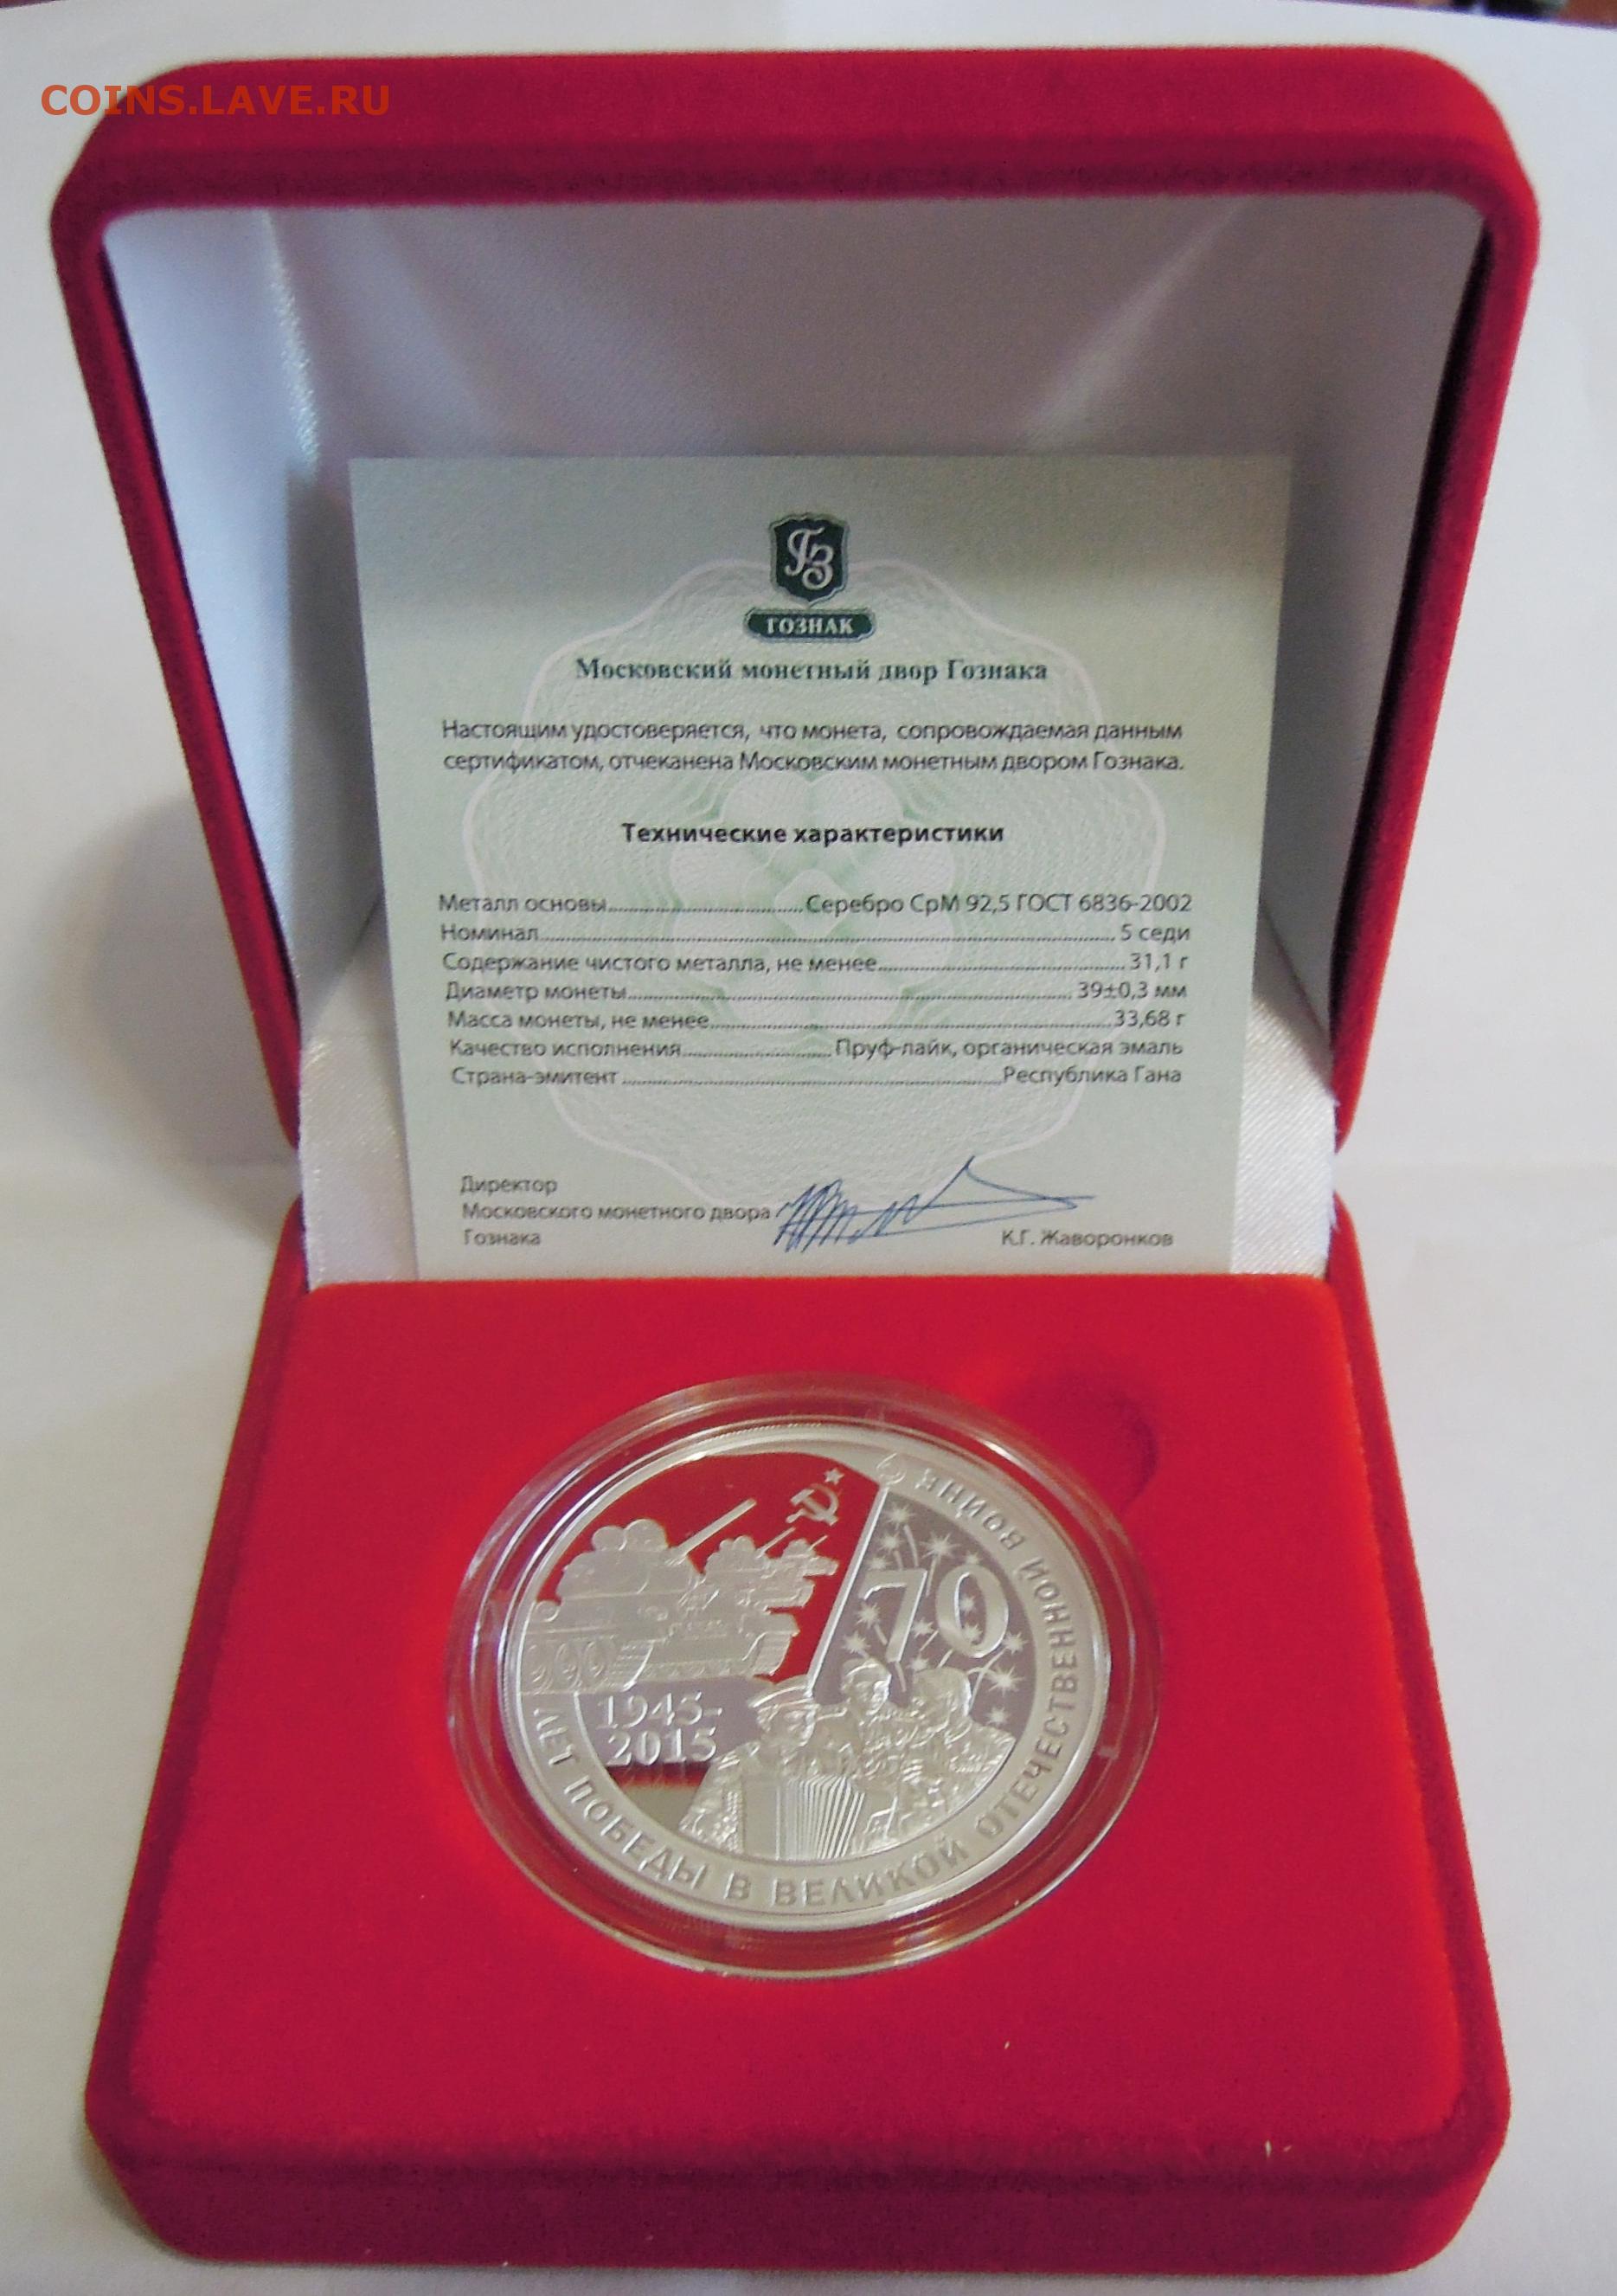 COINS.LAVE.RU
ГЗ
ГОЗНАК
Московский монетный двор Гознака
Настоящим удостоверяется, что монета, сопровождаемая данным
сертификатом, отчеканена Московским монетным двором Гознака.
Технические характеристики
Металл основы....................Серебро СрМ 92,5 ГОСТ 6836-2002
Номинал....................5 седи
Содержание чистого металла, не менее....................31,1 г
Диаметр монеты....................39±0,3 мм
Масса монеты, не менее....................33,68 г
Качество исполнения....................Пруф-лайк, органическая эмаль
Страна-эмитент....................Республика Гана
Директор
Московского монетного двора
Гознака
К.Г. Жаворонков
70
1945-
2015
ЛЕТ ПОБЕДЫ В ВЕЛИКОЙ ОТЕЧЕСТВЕННОЙ ВОЙНЕ